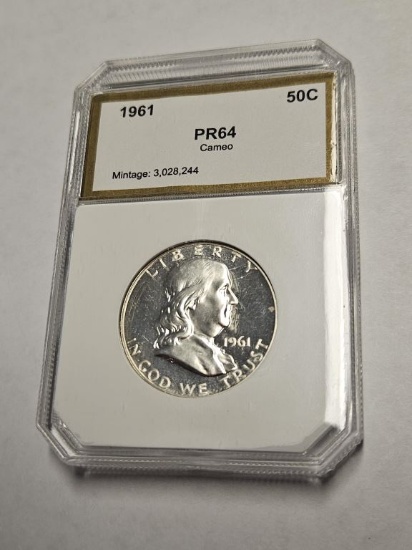 1961 50C
PR64
Cameo
Mintage: 3,028,244
LIBERTY
1961
IN GOD WE TRUST